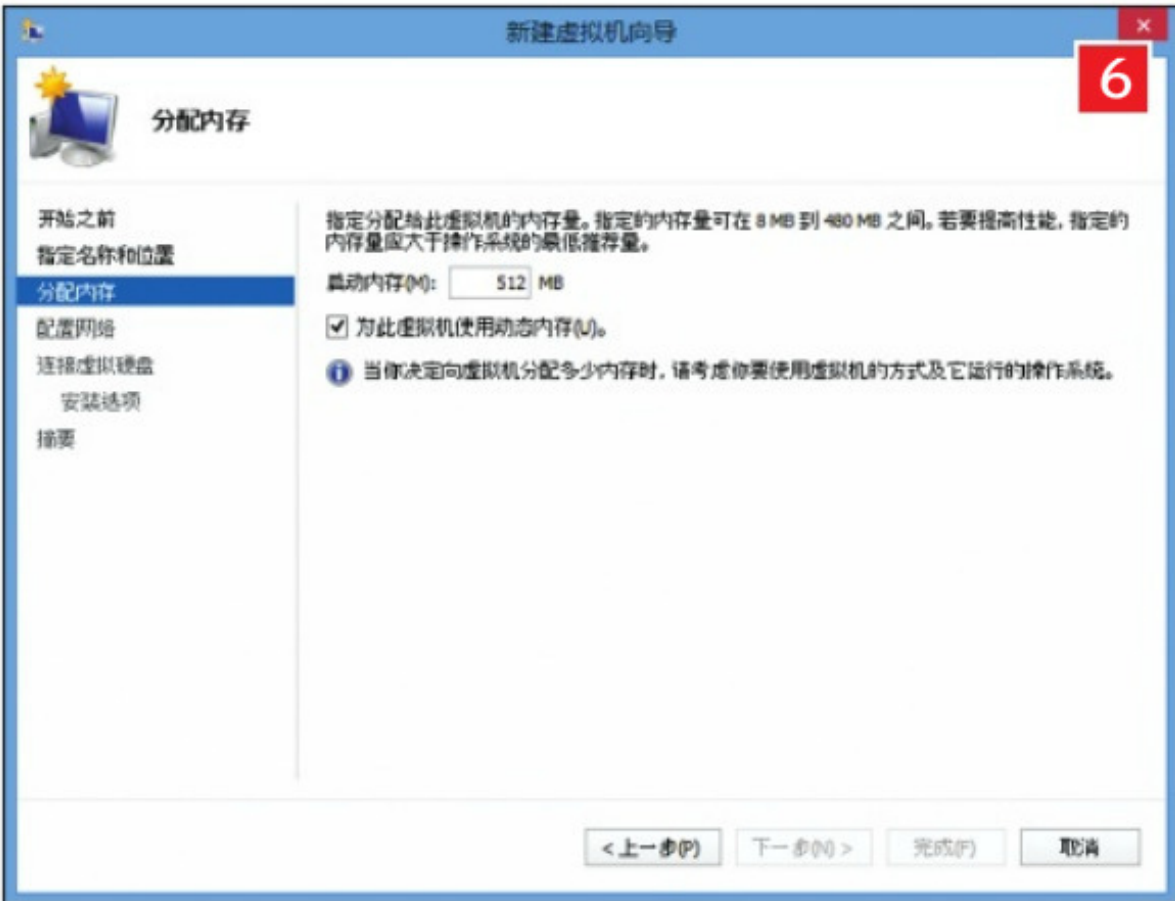 新建虚拟机向导
6
分配内存
开始之前
指定名称和位置
分配内存
配置网络
连接虚拟硬盘
安装选项
摘要
指定分配给此虚拟机的内存量。指定的内存量可在 8 MB 到 480 MB 之间。若要提高性能，指定的
内存量应大于操作系统的最低推荐量。
启动内存(M): 512 MB
为此虚拟机使用动态内存(U)。
当你决定向虚拟机分配多少内存时，请考虑你要使用虚拟机的方式及它运行的操作系统。
< 上一步(P) 下一步(N) > 完成(F) 取消